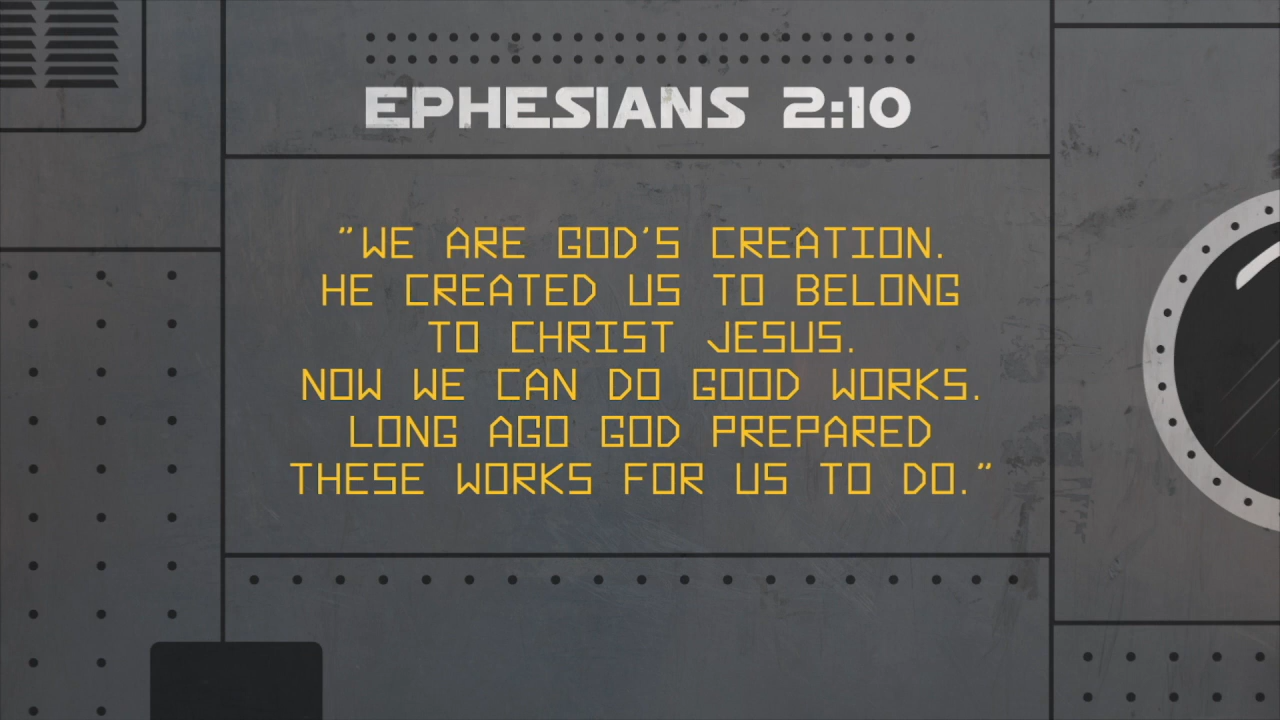 EPHESIANS 2:10
"WE ARE GOD'S CREATION.
HE CREATED US TO BELONG
TO CHRIST JESUS.
NOW WE CAN DO GOOD WORKS.
LONG AGO GOD PREPARED
THESE WORKS FOR US TO DO."